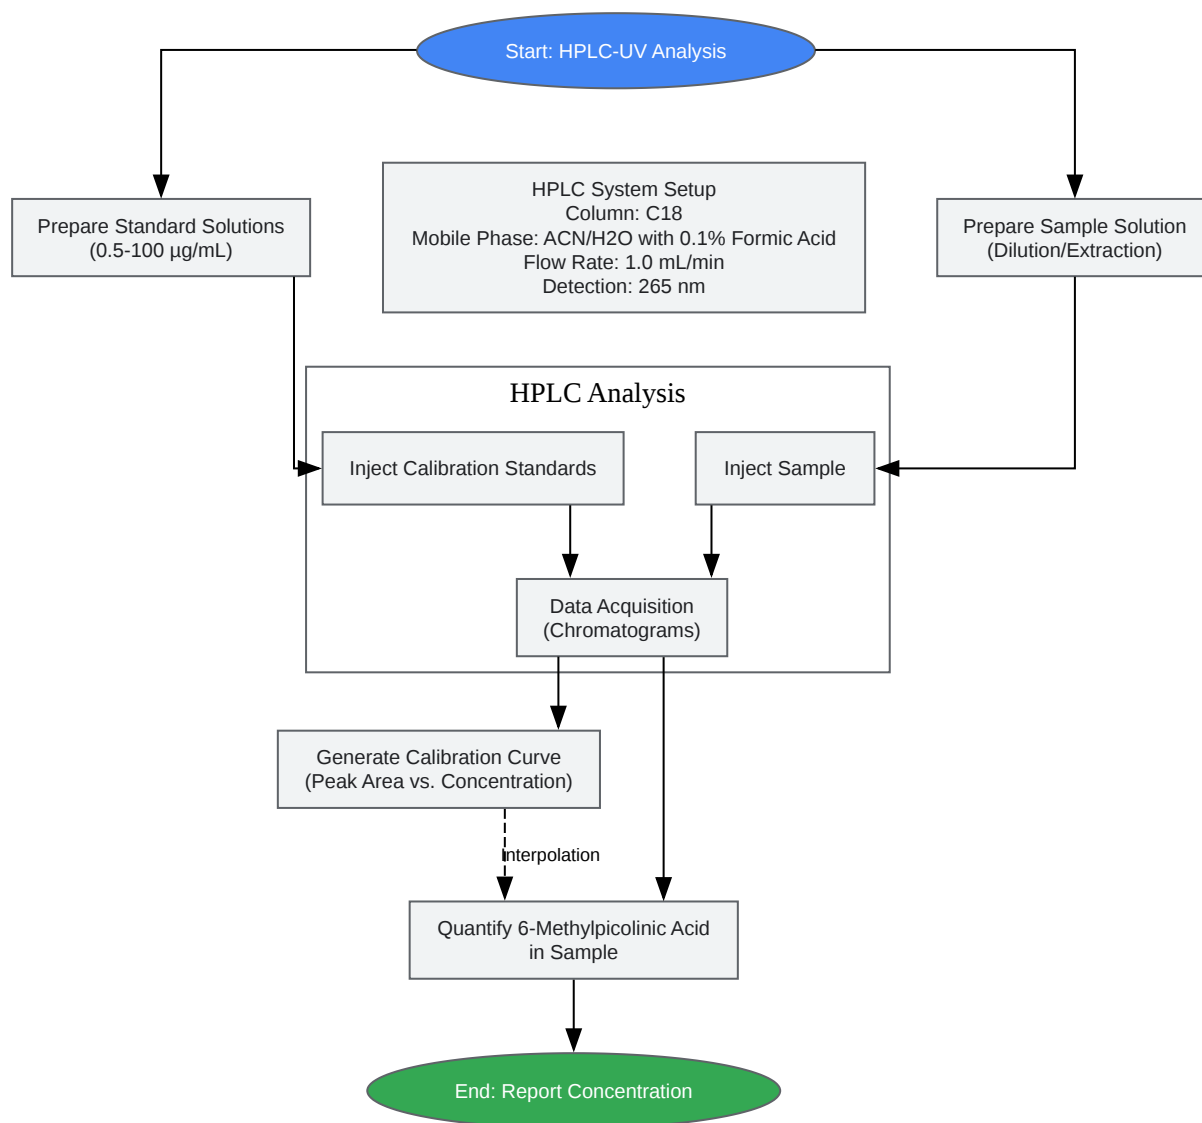 Start: HPLC-UV Analysis
Prepare Standard Solutions
(0.5-100 µg/mL)
HPLC System Setup
Column: C18
Mobile Phase: ACN/H2O with 0.1% Formic Acid
Flow Rate: 1.0 mL/min
Detection: 265 nm
Prepare Sample Solution
(Dilution/Extraction)
HPLC Analysis
Inject Calibration Standards
Inject Sample
Data Acquisition
(Chromatograms)
Generate Calibration Curve
(Peak Area vs. Concentration)
Interpolation
Quantify 6-Methylpicolinic Acid
in Sample
End: Report Concentration